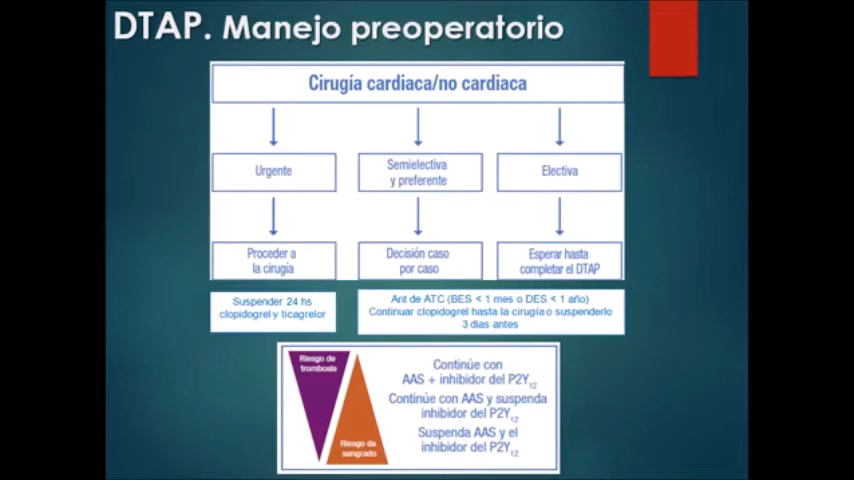 DTAP. Manejo preoperatorio
Cirugía cardiaca/no cardiaca
Urgente
Semielectiva
y preferente
Electiva
Proceder a
la cirugía
Decisión caso
por caso
Esperar hasta
completar el DTAP
Suspender 24 hs
clopidogrel y ticagrelor
Ant de ATC (BES < 1 mes o DES < 1 año)
Continuar clopidogrel hasta la cirugía o suspenderlo
3 dias antes
Riesgo de
trombosis
Riesgo de
sangrado
Continúe con
AAS + inhibidor del P2Y12
Continúe con AAS y suspenda
inhibidor del P2Y12
Suspenda AAS y el
inhibidor del P2Y12